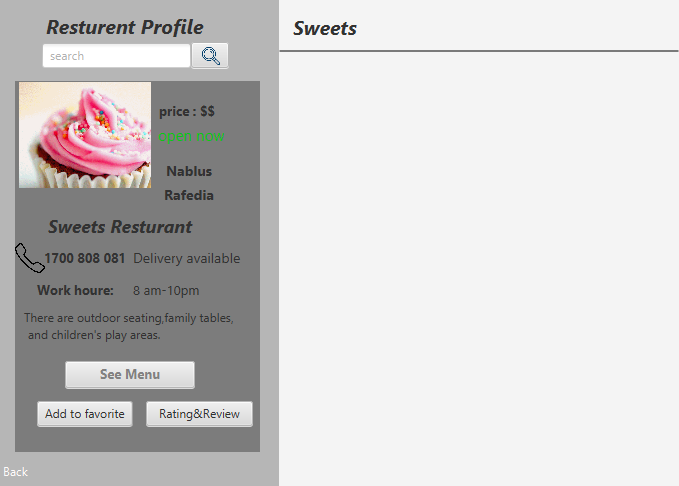 Resturent Profile
search
price : $$
open now
Nablus
Rafedia
Sweets Resturant
1700 808 081 Delivery available
Work houre: 8 am-10pm
There are outdoor seating,family tables,
and children's play areas.
See Menu
Add to favorite Rating&Review
Back
Sweets